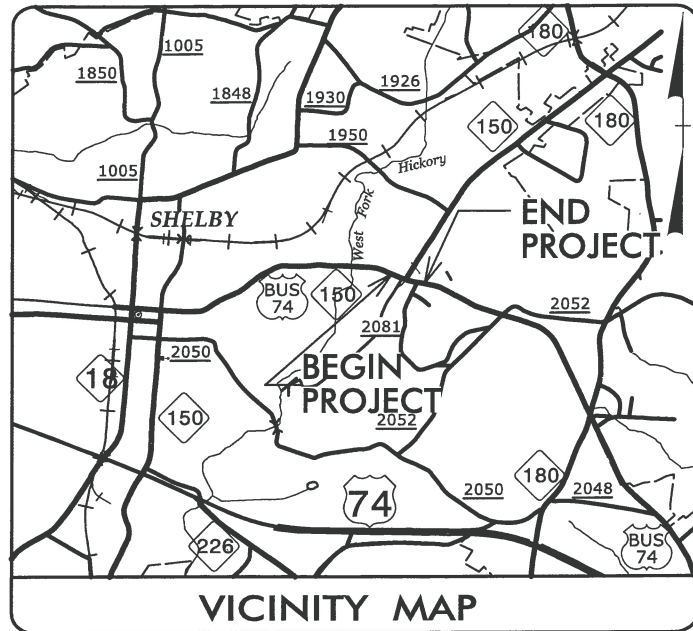 180
1005
1850
1848
1926
1930
150
180
1950
1005
Hickory
SHELBY
West Fork
END
PROJECT
BUS
74
150
2052
2081
2050
BEGIN
PROJECT
18
150
2052
180
74
2050
2048
226
BUS
74
VICINITY MAP